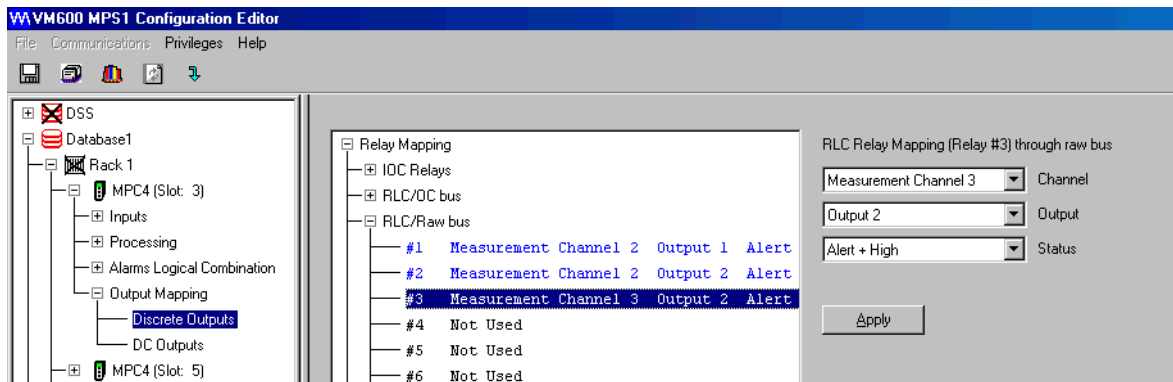 VM600 MPS1 Configuration Editor
File Communications Privileges Help
DSS
Database1
Rack 1
MPC4 (Slot: 3)
Inputs
Processing
Alarms Logical Combination
Output Mapping
Discrete Outputs
DC Outputs
MPC4 (Slot: 5)
Relay Mapping
IOC Relays
RLC/OC bus
RLC/Raw bus
#1 Measurement Channel 2 Output 1 Alert
#2 Measurement Channel 2 Output 2 Alert
#3 Measurement Channel 3 Output 2 Alert
#4 Not Used
#5 Not Used
#6 Not Used
RLC Relay Mapping (Relay #3) through raw bus
Measurement Channel 3 Channel
Output 2 Output
Alert + High Status
Apply